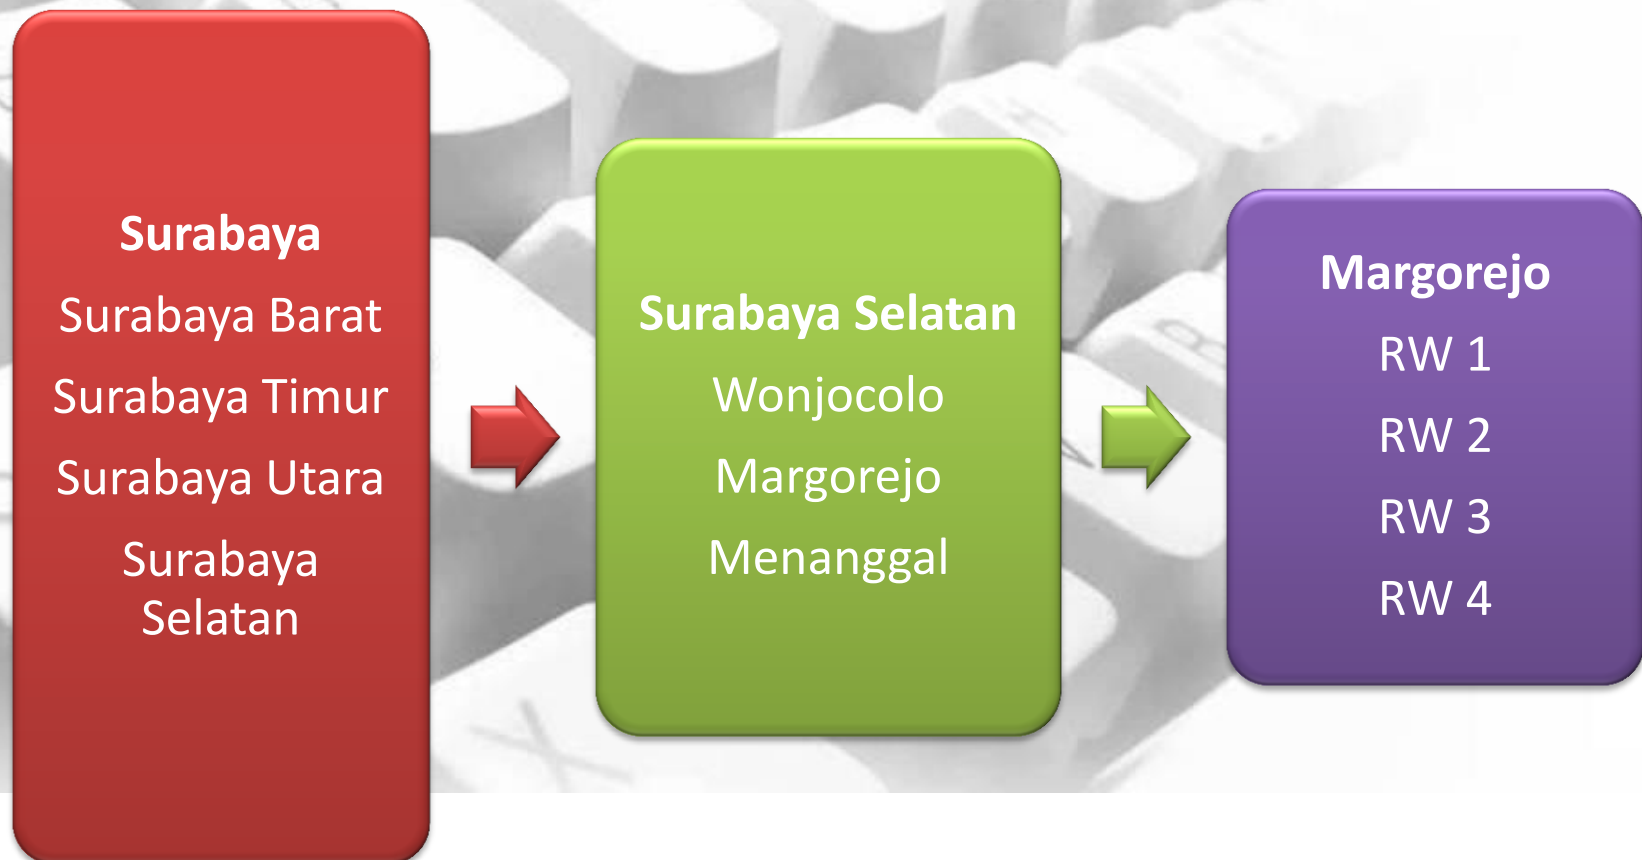 Surabaya
Surabaya Barat
Surabaya Timur
Surabaya Utara
Surabaya
Selatan
Surabaya Selatan
Wonjocolo
Margorejo
Menanggal
Margorejo
RW 1
RW 2
RW 3
RW 4